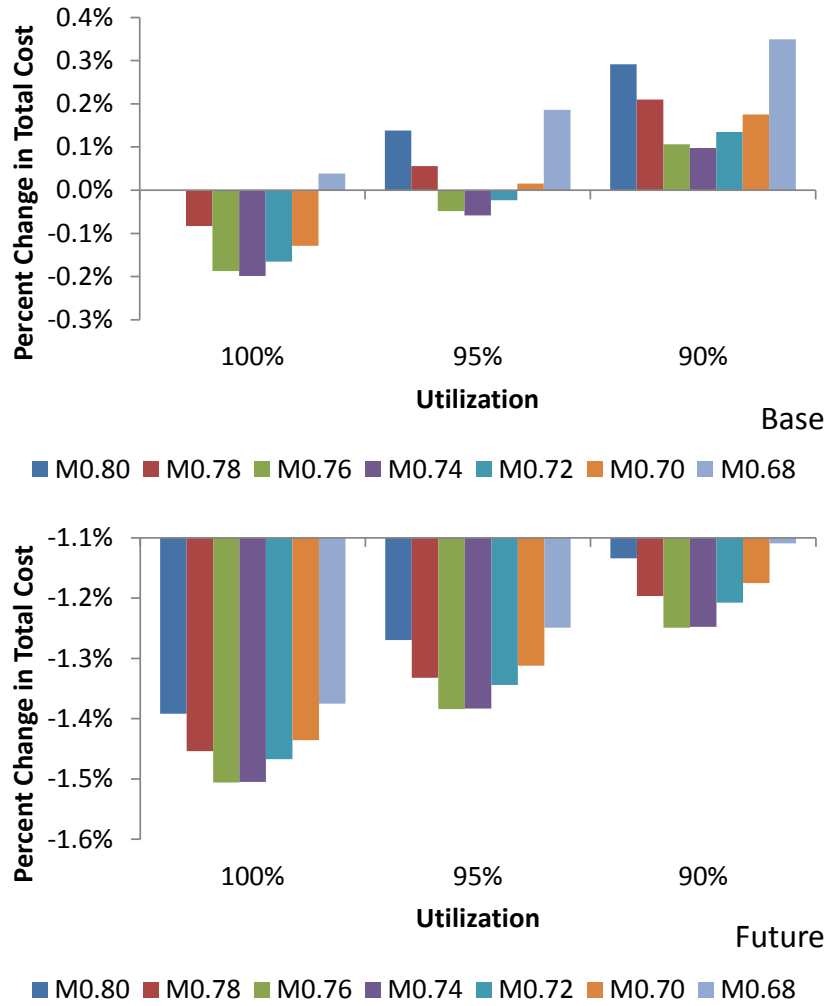 Percent Change in Total Cost
0.4%
0.3%
0.2%
0.1%
0.0%
-0.1%
-0.2%
-0.3%
100% 95% 90%
Utilization
Base
M0.80 M0.78 M0.76 M0.74 M0.72 M0.70 M0.68
Percent Change in Total Cost
-1.1%
-1.2%
-1.3%
-1.4%
-1.5%
-1.6%
100% 95% 90%
Utilization
Future
M0.80 M0.78 M0.76 M0.74 M0.72 M0.70 M0.68